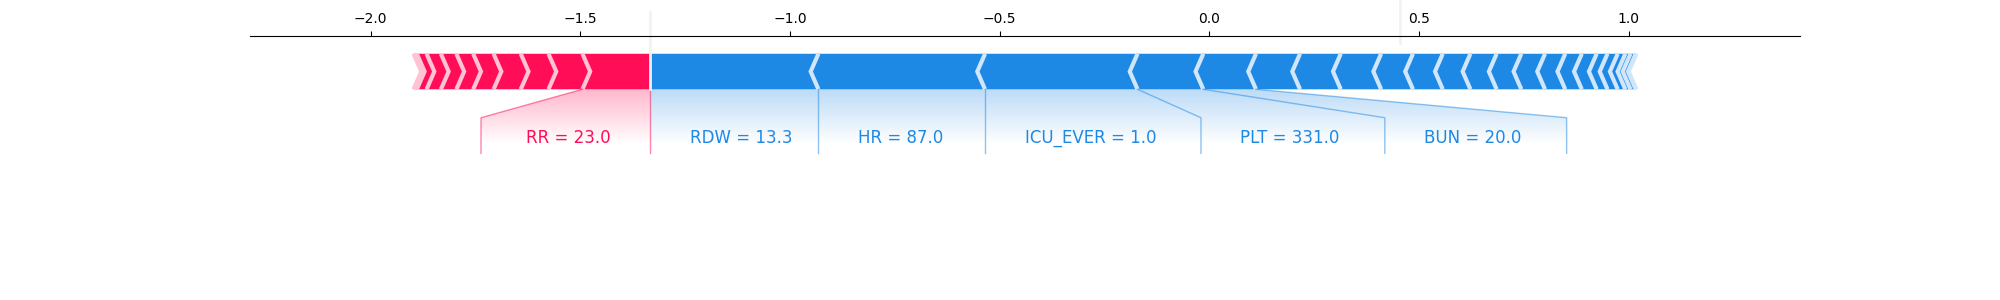 −2.0 −1.5 −1.0 −0.5 0.0 0.5 1.0
RR = 23.0 RDW = 13.3 HR = 87.0 ICU_EVER = 1.0 PLT = 331.0 BUN = 20.0